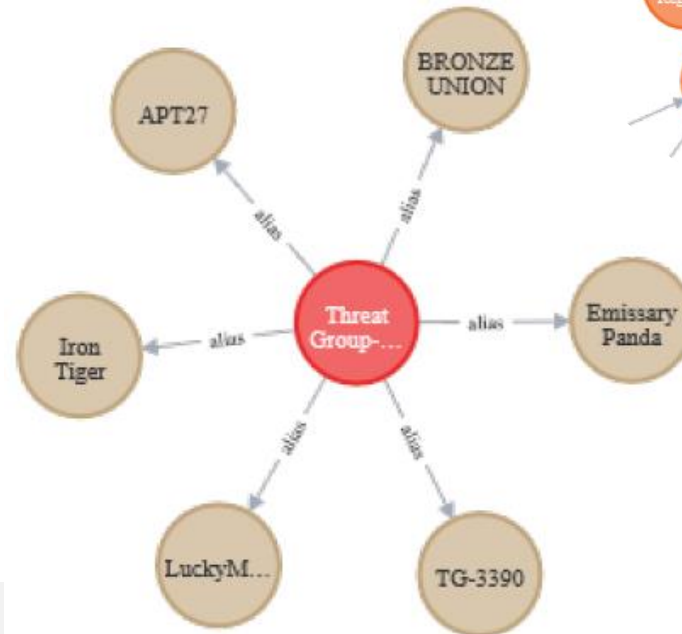 BRONZE
UNION
APT27
alias
alias
Threat
Group-...
alias
Emissary
Panda
alias
Iron
Tiger
alias
alias
LuckyM...
TG-3390